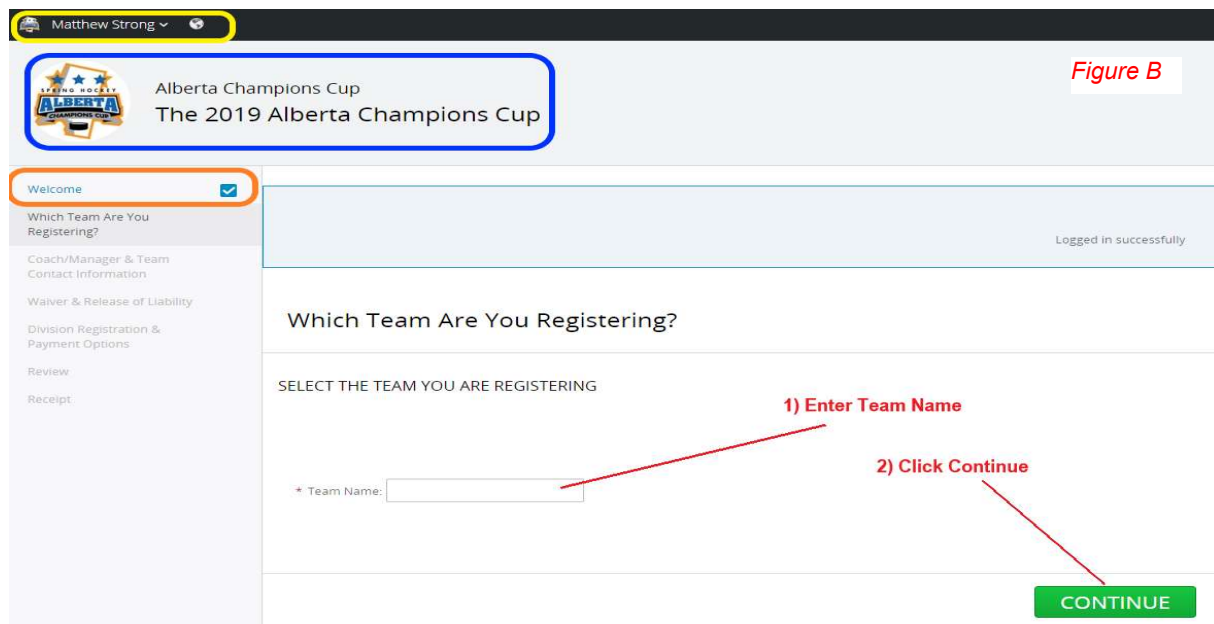 Matthew Strong
Figure B
SPRING HOCKEY
ALBERTA
CHAMPIONS CUP
Alberta Champions Cup
The 2019 Alberta Champions Cup
Welcome
Which Team Are You
Registering?
Coach/Manager & Team
Contact Information
Waiver & Release of Liability
Division Registration &
Payment Options
Review
Receipt
Logged in successfully
Which Team Are You Registering?
SELECT THE TEAM YOU ARE REGISTERING
1) Enter Team Name
2) Click Continue
* Team Name:
CONTINUE